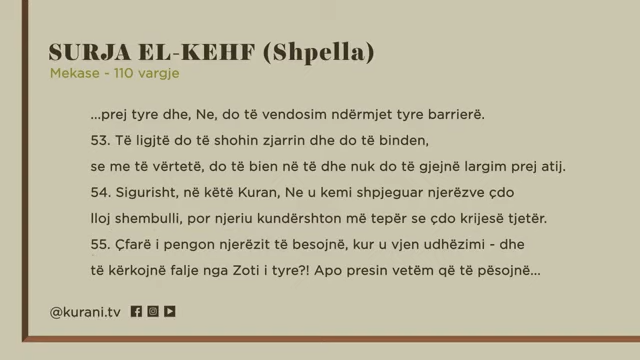 SURJA EL-KEHF (Shpella)
Mekase - 110 vargje
...prej tyre dhe, Ne, do të vendosim ndërmjet tyre barrierë.
53. Të ligjtë do të shohin zjarrin dhe do të binden,
se me të vërtetë, do të bien në të dhe nuk do të gjejnë largim prej atij.
54. Sigurisht, në këtë Kuran, Ne u kemi shpjeguar njerëzve çdo
lloj shembulli, por njeriu kundërshton më tepër se çdo krijesë tjetër.
55. Çfarë i pengon njerëzit të besojnë, kur u vjen udhëzimi - dhe
të kërkojnë falje nga Zoti i tyre?! Apo presin vetëm që të pësojnë...
@kurani.tv